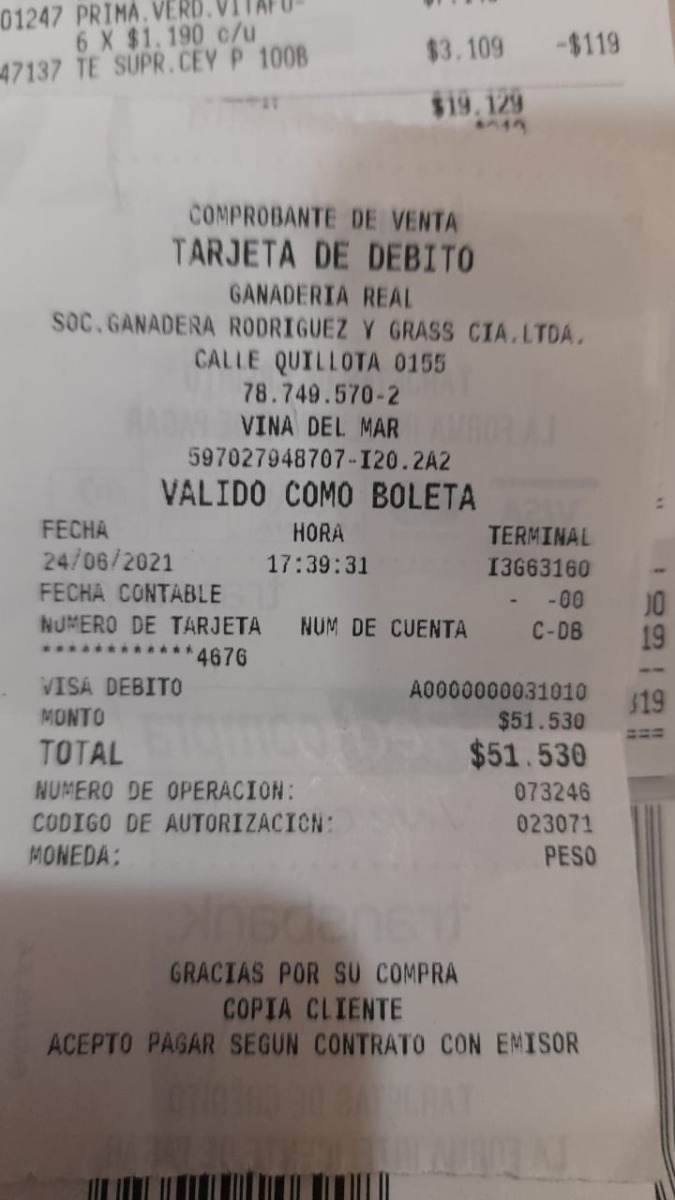 01247 PRIMA.VERD.VITAFO-
6 X $1.190 c/u
47137 TE SUPR.CEY P 100B $3.109 -$119
$19.129
COMPROBANTE DE VENTA
TARJETA DE DEBITO
GANADERIA REAL
SOC.GANADERA RODRIGUEZ Y GRASS CIA.LTDA.
CALLE QUILLOTA 0155
78.749.570-2
VINA DEL MAR
597027948707-I20.2A2
VALIDO COMO BOLETA
FECHA HORA TERMINAL
24/06/2021 17:39:31 I3G63160
FECHA CONTABLE - -00
NUMERO DE TARJETA NUM DE CUENTA C-DB
************4676
VISA DEBITO A0000000031010
MONTO $51.530
TOTAL $51.530
NUMERO DE OPERACION: 073246
CODIGO DE AUTORIZACION: 023071
MONEDA: PESO
GRACIAS POR SU COMPRA
COPIA CLIENTE
ACEPTO PAGAR SEGUN CONTRATO CON EMISOR